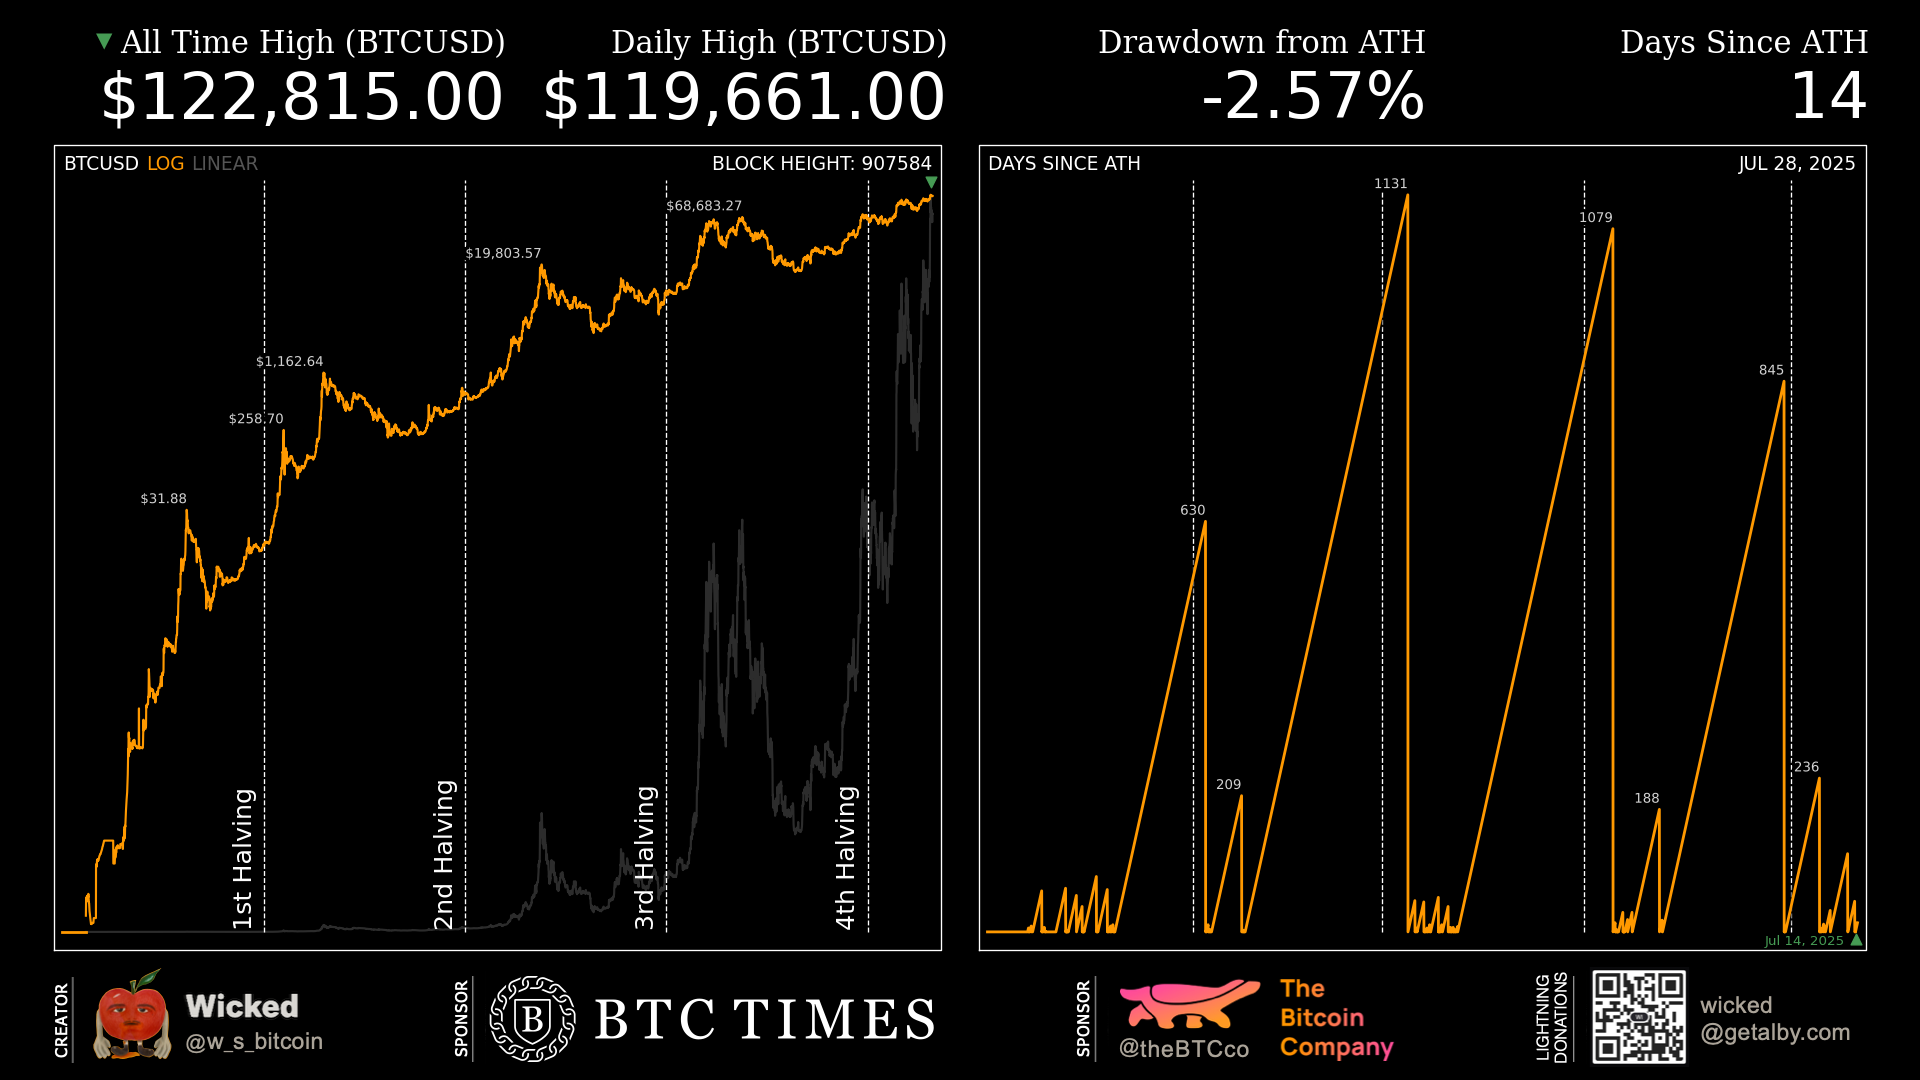 ▼ All Time High (BTCUSD)
$122,815.00
Daily High (BTCUSD)
$119,661.00
Drawdown from ATH
-2.57%
Days Since ATH
14
BTCUSD LOG LINEAR
BLOCK HEIGHT: 907584
$31.88
$258.70
$1,162.64
$19,803.57
$68,683.27
1st Halving
2nd Halving
3rd Halving
4th Halving
DAYS SINCE ATH
JUL 28, 2025
630
209
1131
1079
188
845
236
Jul 14, 2025
CREATOR
Wicked
@w_s_bitcoin
SPONSOR
B
BTC TIMES
SPONSOR
@theBTCco
The
Bitcoin
Company
LIGHTNING
DONATIONS
wicked
@getalby.com